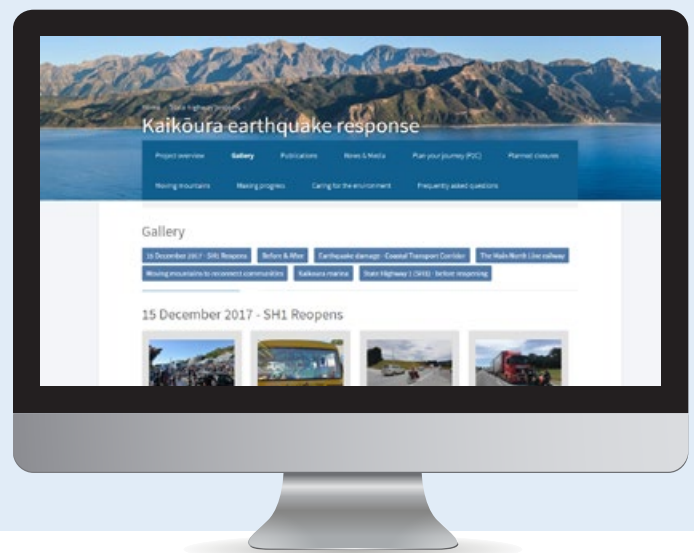 Home State highway projects
Kaikōura earthquake response
Project overview Gallery Publications News & Media Plan your journey (P2C) Planned closures
Moving mountains Making progress Caring for the environment Frequently asked questions
Gallery
15 December 2017 - SH1 Reopens Before & After Earthquake damage - Coastal Transport Corridor The Main North Line railway
Moving mountains to reconnect communities Kaikoura marina State Highway 1 (SH1) - before reopening
15 December 2017 - SH1 Reopens